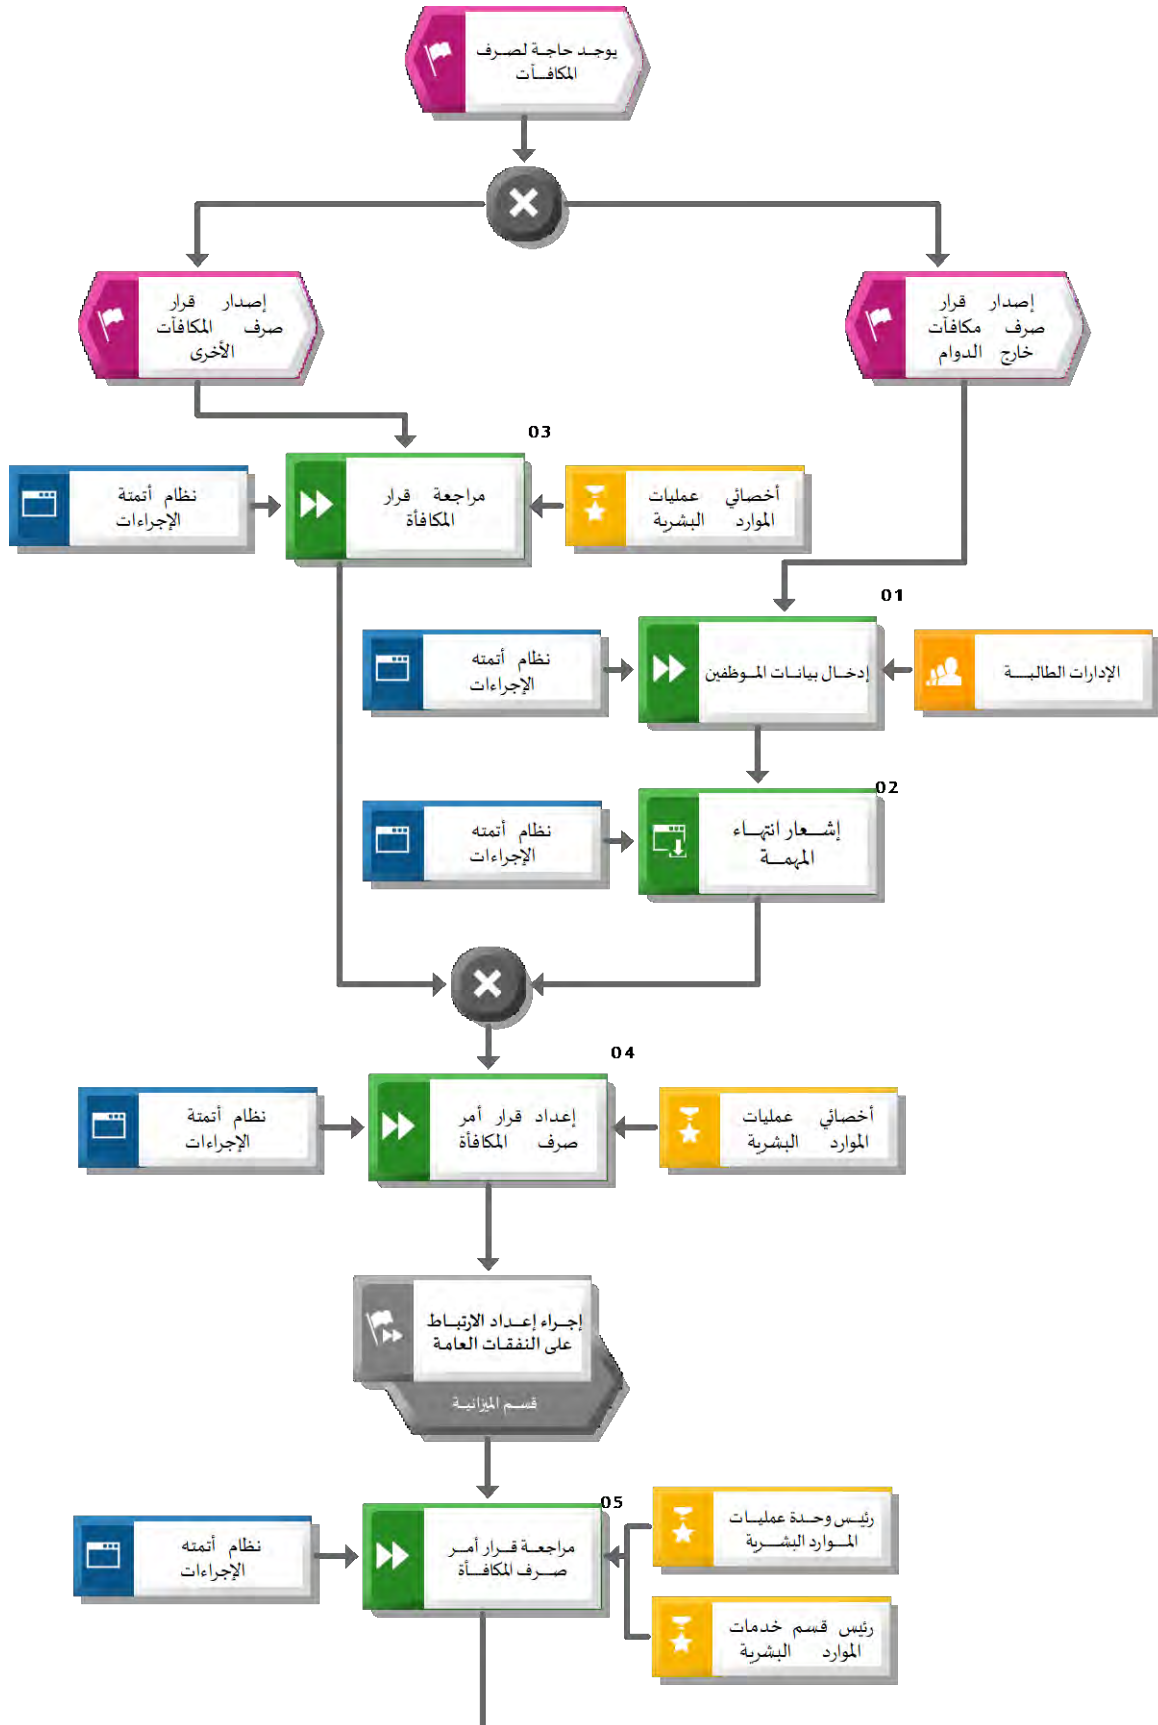 يوجد حاجة لصرف
المكافآت
إصدار قرار
صرف مكافآت
خارج الدوام
إصدار قرار
صرف المكافآت
الأخرى
03
أخصائي عمليات
الموارد البشرية
مراجعة قرار
المكافأة
نظام أتمتة
الإجراءات
01
الإدارات الطالبة
إدخال بيانات الموظفين
نظام أتمته
الإجراءات
02
إشعار انتهاء
المهمة
نظام أتمته
الإجراءات
04
أخصائي عمليات
الموارد البشرية
إعداد قرار أمر
صرف المكافأة
نظام أتمتة
الإجراءات
إجراء إعداد الارتباط
على النفقات العامة
قسم الميزانية
05
رئيس وحدة عمليات
الموارد البشرية
مراجعة قرار أمر
صرف المكافأة
نظام أتمته
الإجراءات
رئيس قسم خدمات
الموارد البشرية